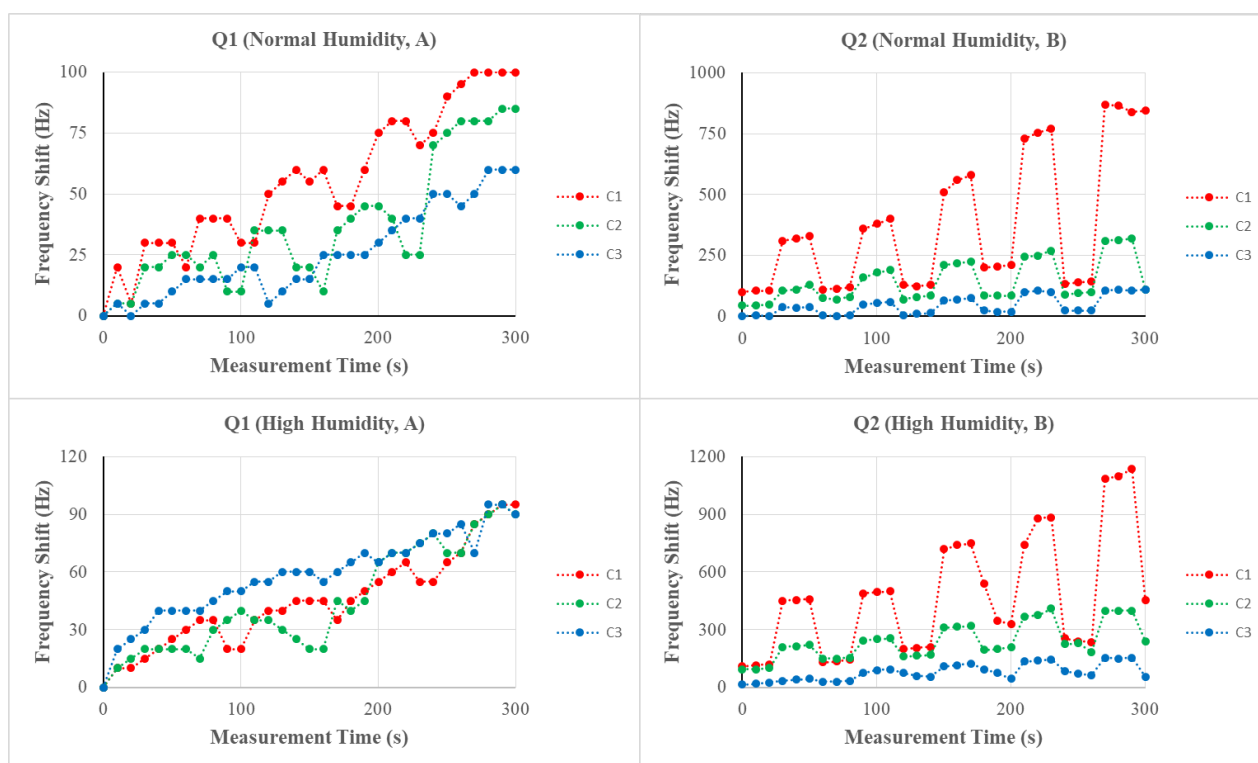 Q1 (Normal Humidity, A)
Frequency Shift (Hz)
100
75
50
25
0
0
100
200
300
Measurement Time (s)
C1
C2
C3
Q2 (Normal Humidity, B)
Frequency Shift (Hz)
1000
750
500
250
0
0
100
200
300
Measurement Time (s)
C1
C2
C3
Q1 (High Humidity, A)
Frequency Shift (Hz)
120
90
60
30
0
0
100
200
300
Measurement Time (s)
C1
C2
C3
Q2 (High Humidity, B)
Frequency Shift (Hz)
1200
900
600
300
0
0
100
200
300
Measurement Time (s)
C1
C2
C3